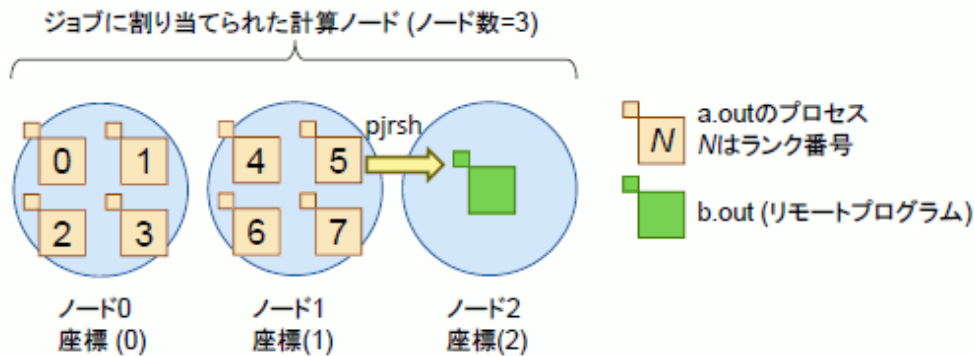 ジョブに割り当てられた計算ノード (ノード数=3)
pjrsh
0
1
4
5
2
3
6
7
N
a.outのプロセス
Nはランク番号
b.out (リモートプログラム)
ノード0
座標 (0)
ノード1
座標(1)
ノード2
座標(2)